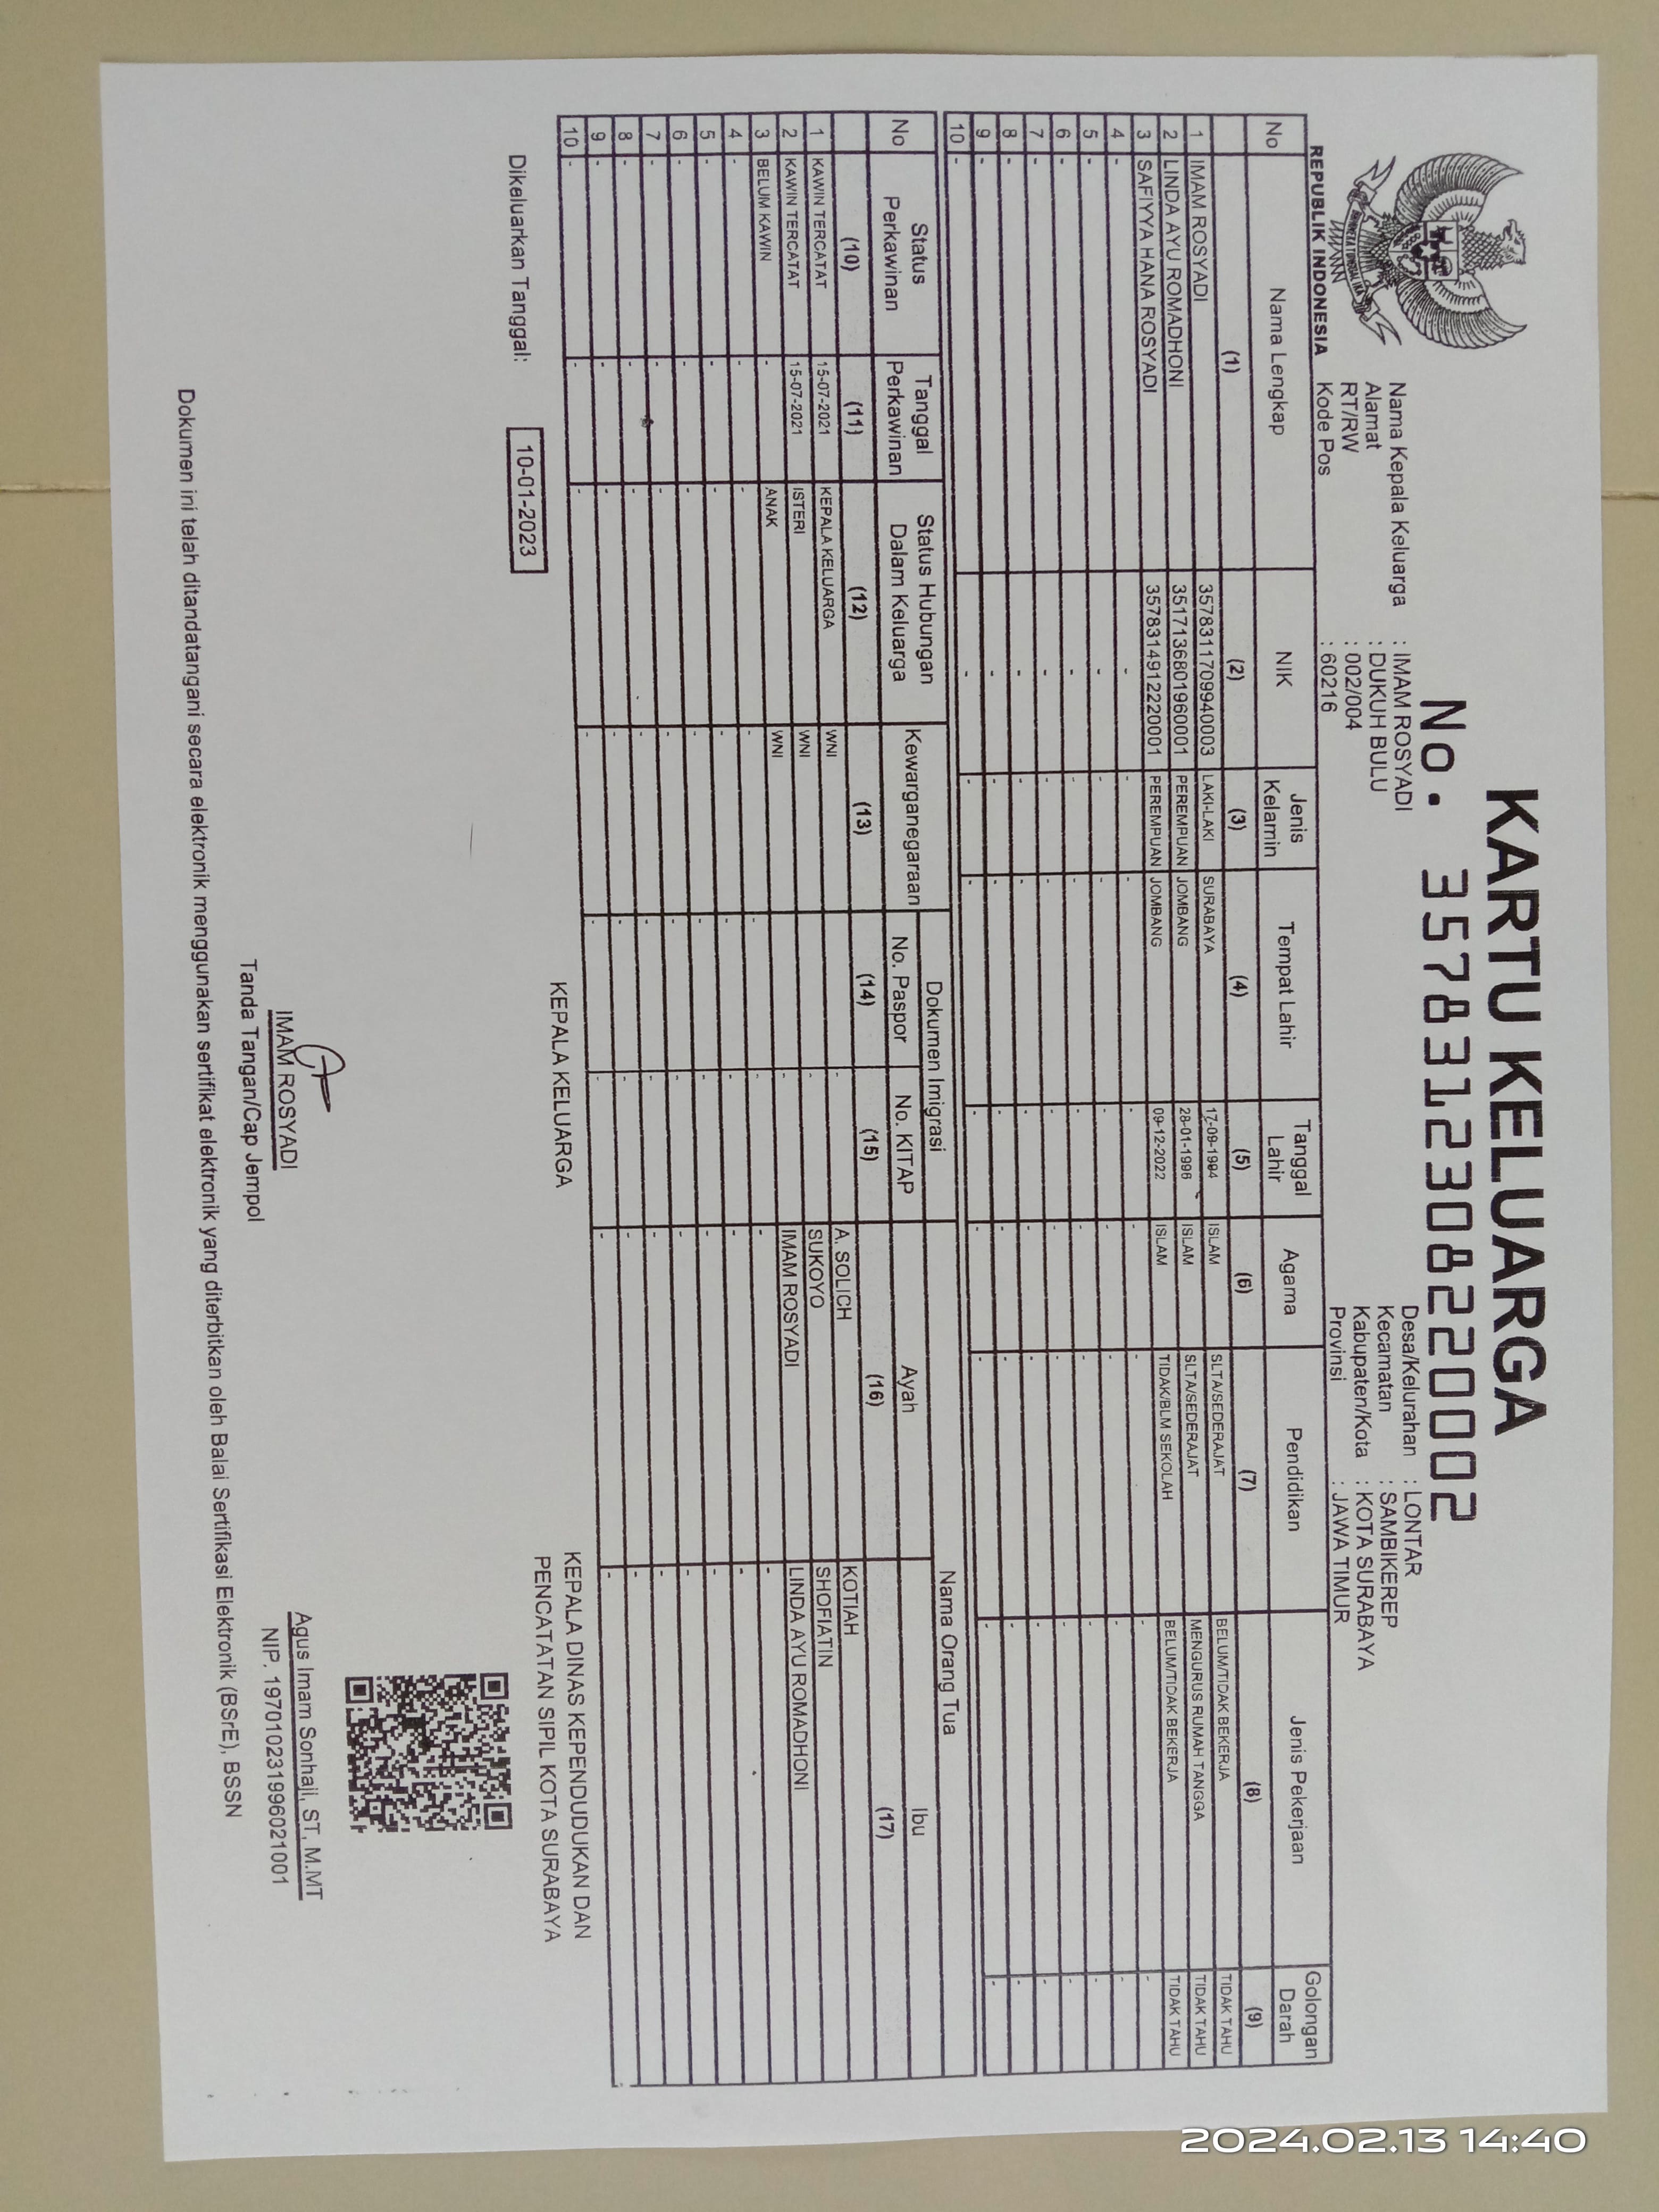 KARTU KELUARGA
No. 3578312308220002
REPUBLIK INDONESIA
Nama Kepala Keluarga : IMAM ROSYADI
Alamat : DUKUH BULU
RT/RW : 002/004
Kode Pos : 60216
Desa/Kelurahan : LONTAR
Kecamatan : SAMBIKEREP
Kabupaten/Kota : KOTA SURABAYA
Provinsi : JAWA TIMUR
No Nama Lengkap NIK Jenis Kelamin Tempat Lahir Tanggal Lahir Agama Pendidikan Jenis Pekerjaan Golongan Darah
(1) (2) (3) (4) (5) (6) (7) (8) (9)
1 IMAM ROSYADI 3578311709940003 LAKI-LAKI SURABAYA 17-09-1994 ISLAM SLTA/SEDERAJAT BELUM/TIDAK BEKERJA TIDAK TAHU
2 LINDA AYU ROMADHONI 3517136801960001 PEREMPUAN JOMBANG 28-01-1996 ISLAM SLTA/SEDERAJAT MENGURUS RUMAH TANGGA TIDAK TAHU
3 SAFIYYA HANA ROSYADI 3578314912220001 PEREMPUAN JOMBANG 09-12-2022 ISLAM TIDAK/BLM SEKOLAH BELUM/TIDAK BEKERJA TIDAK TAHU
4 - - - - - - - - -
5 - - - - - - - - -
6 - - - - - - - - -
7 - - - - - - - - -
8 - - - - - - - - -
9 - - - - - - - - -
10 - - - - - - - - -
No Status Perkawinan Tanggal Perkawinan Status Hubungan Dalam Keluarga Kewarganegaraan Dokumen Imigrasi Nama Orang Tua
No. Paspor No. KITAP Ayah Ibu
(10) (11) (12) (13) (14) (15) (16) (17)
1 KAWIN TERCATAT 15-07-2021 KEPALA KELUARGA WNI - - A. SOLICH KOTIAH
2 KAWIN TERCATAT 15-07-2021 ISTERI WNI - - SUKOYO SHOFIATIN
3 BELUM KAWIN - ANAK WNI - - IMAM ROSYADI LINDA AYU ROMADHONI
4 - - - - - - - -
5 - - - - - - - -
6 - - - - - - - -
7 - - - - - - - -
8 - - - - - - - -
9 - - - - - - - -
10 - - - - - - - -
Dikeluarkan Tanggal: 10-01-2023
KEPALA KELUARGA
IMAM ROSYADI
Tanda Tangan/Cap Jempol
KEPALA DINAS KEPENDUDUKAN DAN
PENCATATAN SIPIL KOTA SURABAYA
Agus Imam Sonhaji, ST, M.MT
NIP. 197010231996021001
Dokumen ini telah ditandatangani secara elektronik menggunakan sertifikat elektronik yang diterbitkan oleh Balai Sertifikasi Elektronik (BSrE), BSSN
2024.02.13 14:40